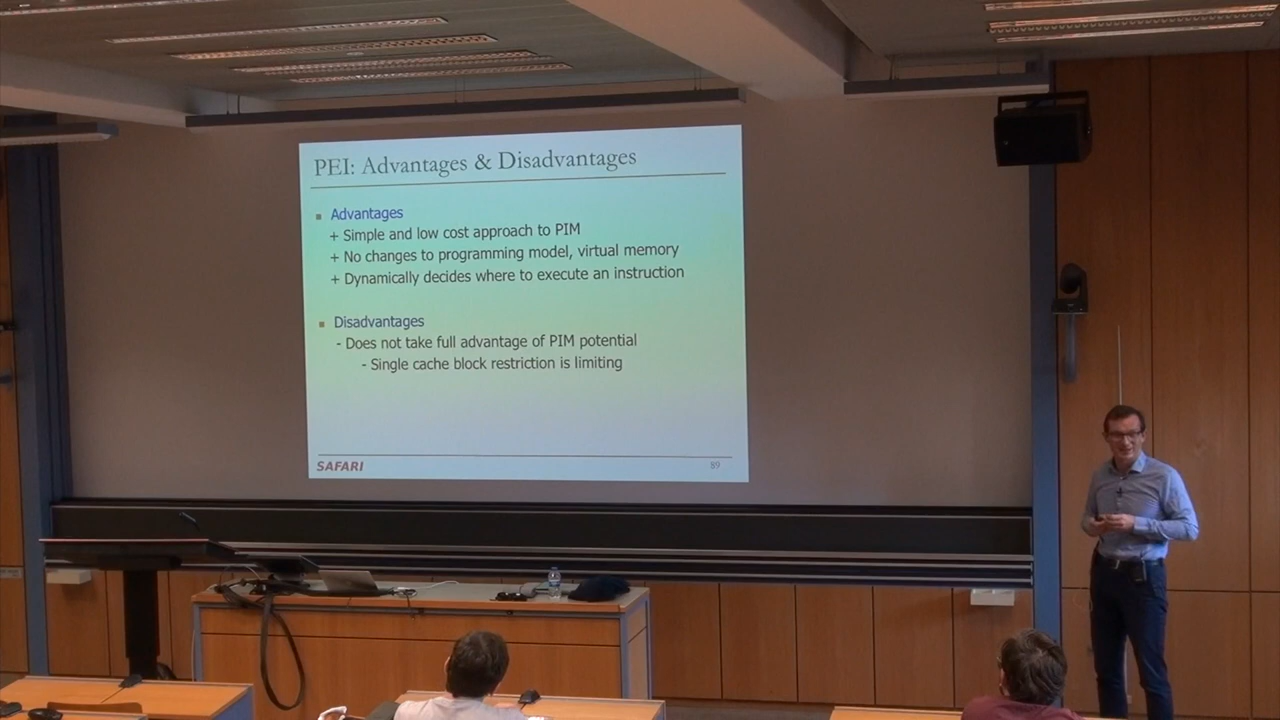 PEI: Advantages & Disadvantages
■ Advantages
+ Simple and low cost approach to PIM
+ No changes to programming model, virtual memory
+ Dynamically decides where to execute an instruction
■ Disadvantages
- Does not take full advantage of PIM potential
- Single cache block restriction is limiting
SAFARI
89